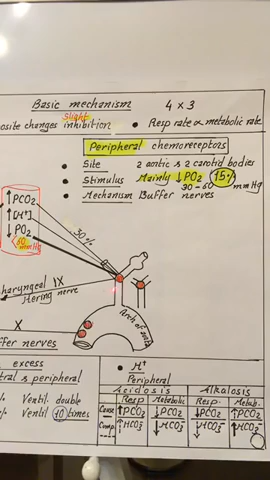 Basic mechanism 4 x 3
Slight
osite changes inhibition • Resp rate α metabolic rate
Peripheral chemoreceptors
• Site 2 aortic & 2 carotid bodies
• Stimulus Mainly ↓PO2 15%
30-60 mmHg
• Mechanism Buffer nerves
↑PCO2
↑[H+]
↓PO2
<60 mmHg
30%
haryngeal IX
Hering nerve
X
Arch of aorta
ffer nerves
excess • H+
tral & peripheral Peripheral
Acidosis Alkalosis
Resp Metabolic Resp. Metab.
Ventil. double Cause ↑PCO2 ↓PCO2 ↓PCO2 ↑PCO2
Ventil 10 times Comp. ↑HCO3- ↓HCO3- ↓HCO3- ↑HCO3-